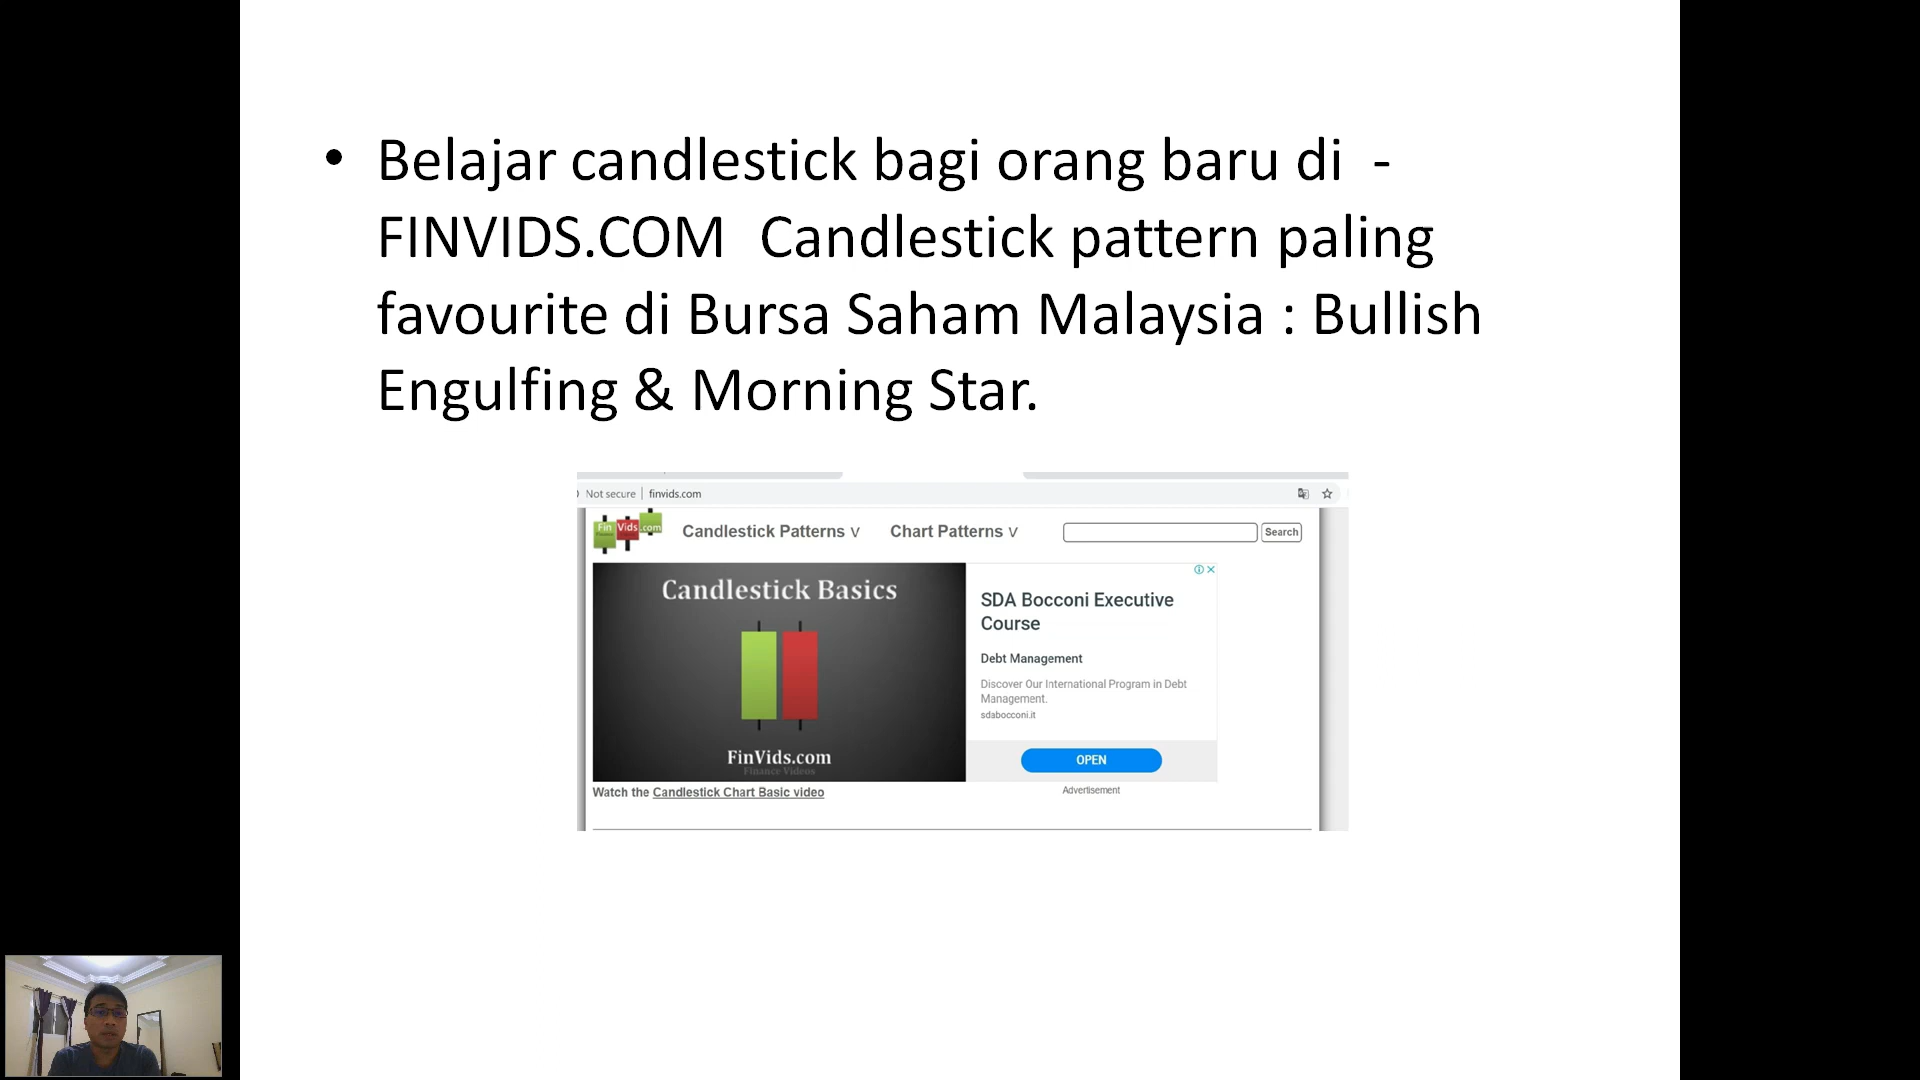 • Belajar candlestick bagi orang baru di  -
FINVIDS.COM  Candlestick pattern paling
favourite di Bursa Saham Malaysia : Bullish
Engulfing & Morning Star.
Not secure | finvids.com
Fin Vids .com
Candlestick Patterns V
Chart Patterns V
Search
Candlestick Basics
FinVids.com
Finance Videos
SDA Bocconi Executive
Course
Debt Management
Discover Our International Program in Debt
Management.
sdabocconi.it
OPEN
Watch the Candlestick Chart Basic video
Advertisement